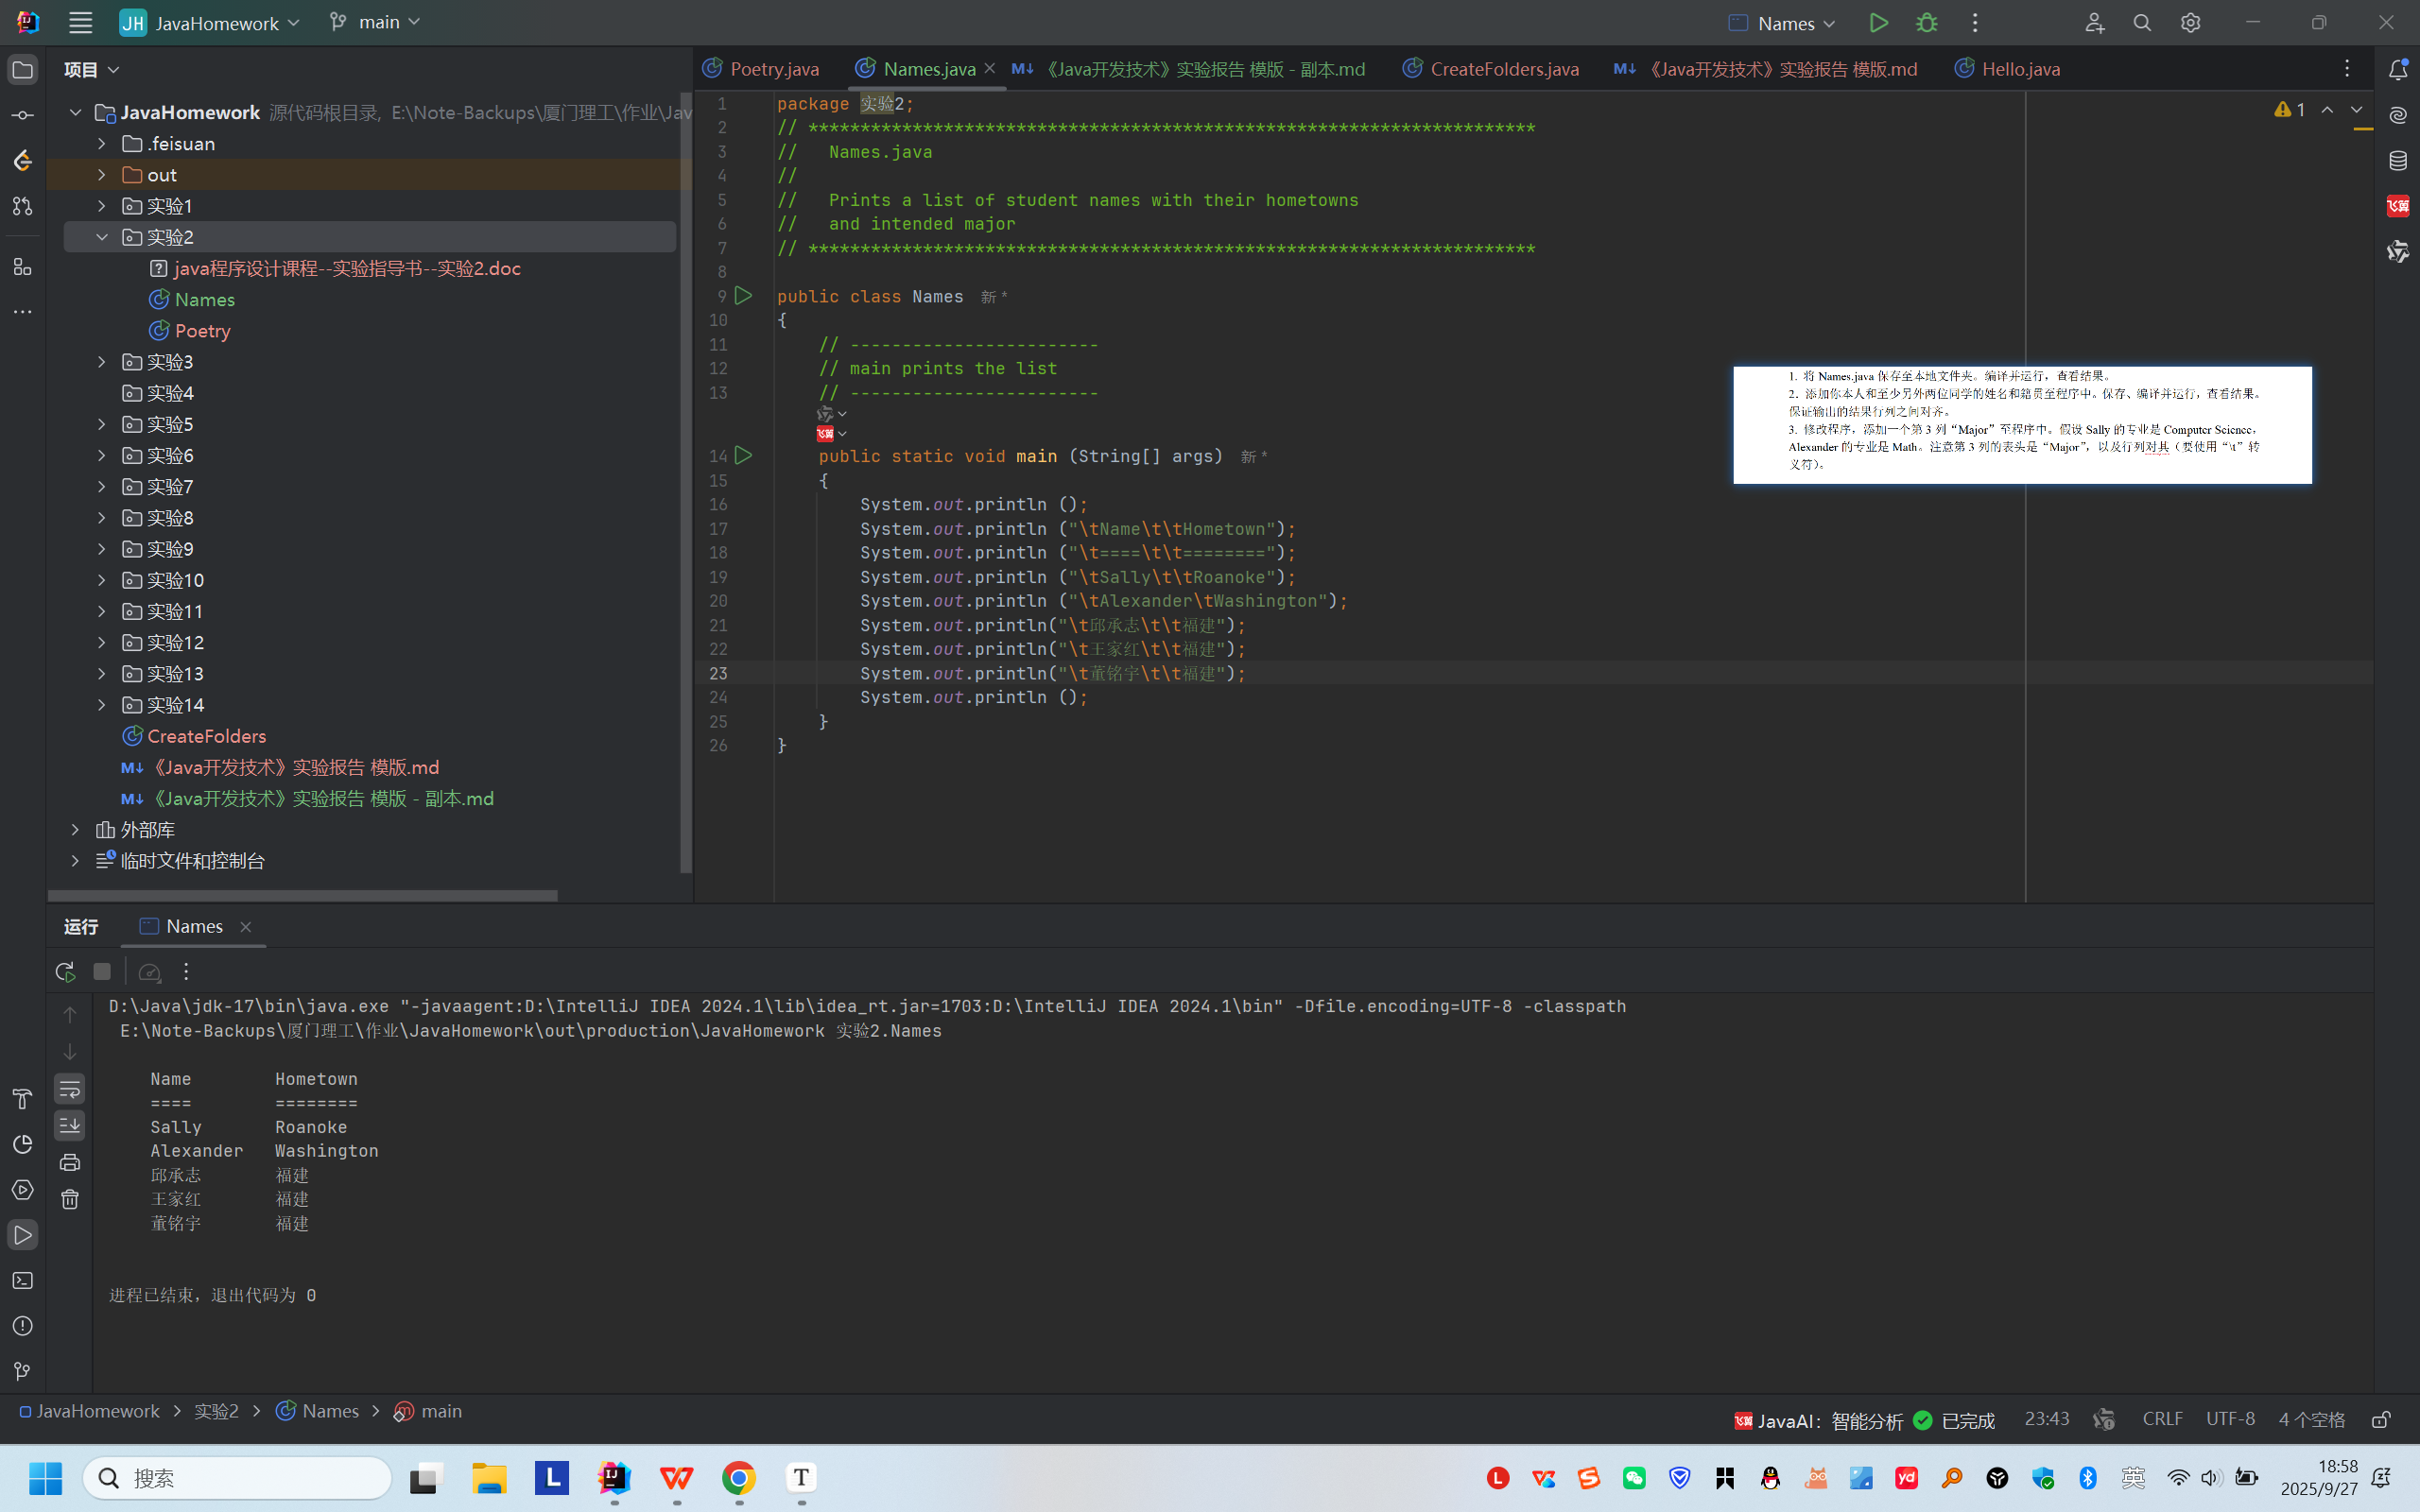 JH JavaHomework main Names
项目
JavaHomework 源代码根目录, E:\Note-Backups\厦门理工\作业\Jav
.feisuan
out
实验1
实验2
java程序设计课程--实验指导书--实验2.doc
Names
Poetry
实验3
实验4
实验5
实验6
实验7
实验8
实验9
实验10
实验11
实验12
实验13
实验14
CreateFolders
《Java开发技术》实验报告 模版.md
《Java开发技术》实验报告 模版 - 副本.md
外部库
临时文件和控制台
Poetry.java Names.java 《Java开发技术》实验报告 模版 - 副本.md CreateFolders.java 《Java开发技术》实验报告 模版.md Hello.java
1
1 package 实验2;
2 // **********************************************************************
3 //   Names.java
4 //
5 //   Prints a list of student names with their hometowns
6 //   and intended major
7 // **********************************************************************
8
9 public class Names 新 *
10 {
11     // ------------------------
12     // main prints the list
13     // ------------------------
飞算
14     public static void main (String[] args) 新 *
15     {
16         System.out.println ();
17         System.out.println ("\tName\t\tHometown");
18         System.out.println ("\t====\t\t========");
19         System.out.println ("\tSally\t\tRoanoke");
20         System.out.println ("\tAlexander\tWashington");
21         System.out.println("\t邱承志\t\t福建");
22         System.out.println("\t王家红\t\t福建");
23         System.out.println("\t董铭宇\t\t福建");
24         System.out.println ();
25     }
26 }
1. 将 Names.java 保存至本地文件夹。编译并运行，查看结果。
2. 添加你本人和至少另外两位同学的姓名和籍贯至程序中。保存、编译并运行，查看结果。
保证输出的结果行列之间对齐。
3. 修改程序，添加一个第 3 列“Major”至程序中。假设 Sally 的专业是 Computer Science，
Alexander 的专业是 Math。注意第 3 列的表头是“Major”，以及行列对其（要使用“\t”转
义符）。
飞算
运行 Names
D:\Java\jdk-17\bin\java.exe "-javaagent:D:\IntelliJ IDEA 2024.1\lib\idea_rt.jar=1703:D:\IntelliJ IDEA 2024.1\bin" -Dfile.encoding=UTF-8 -classpath
E:\Note-Backups\厦门理工\作业\JavaHomework\out\production\JavaHomework 实验2.Names
Name Hometown
==== ========
Sally Roanoke
Alexander Washington
邱承志 福建
王家红 福建
董铭宇 福建
进程已结束，退出代码为 0
JavaHomework 实验2 Names main
飞算 JavaAI：智能分析 已完成 23:43 CRLF UTF-8 4 个空格
搜索
英
18:58
2025/9/27